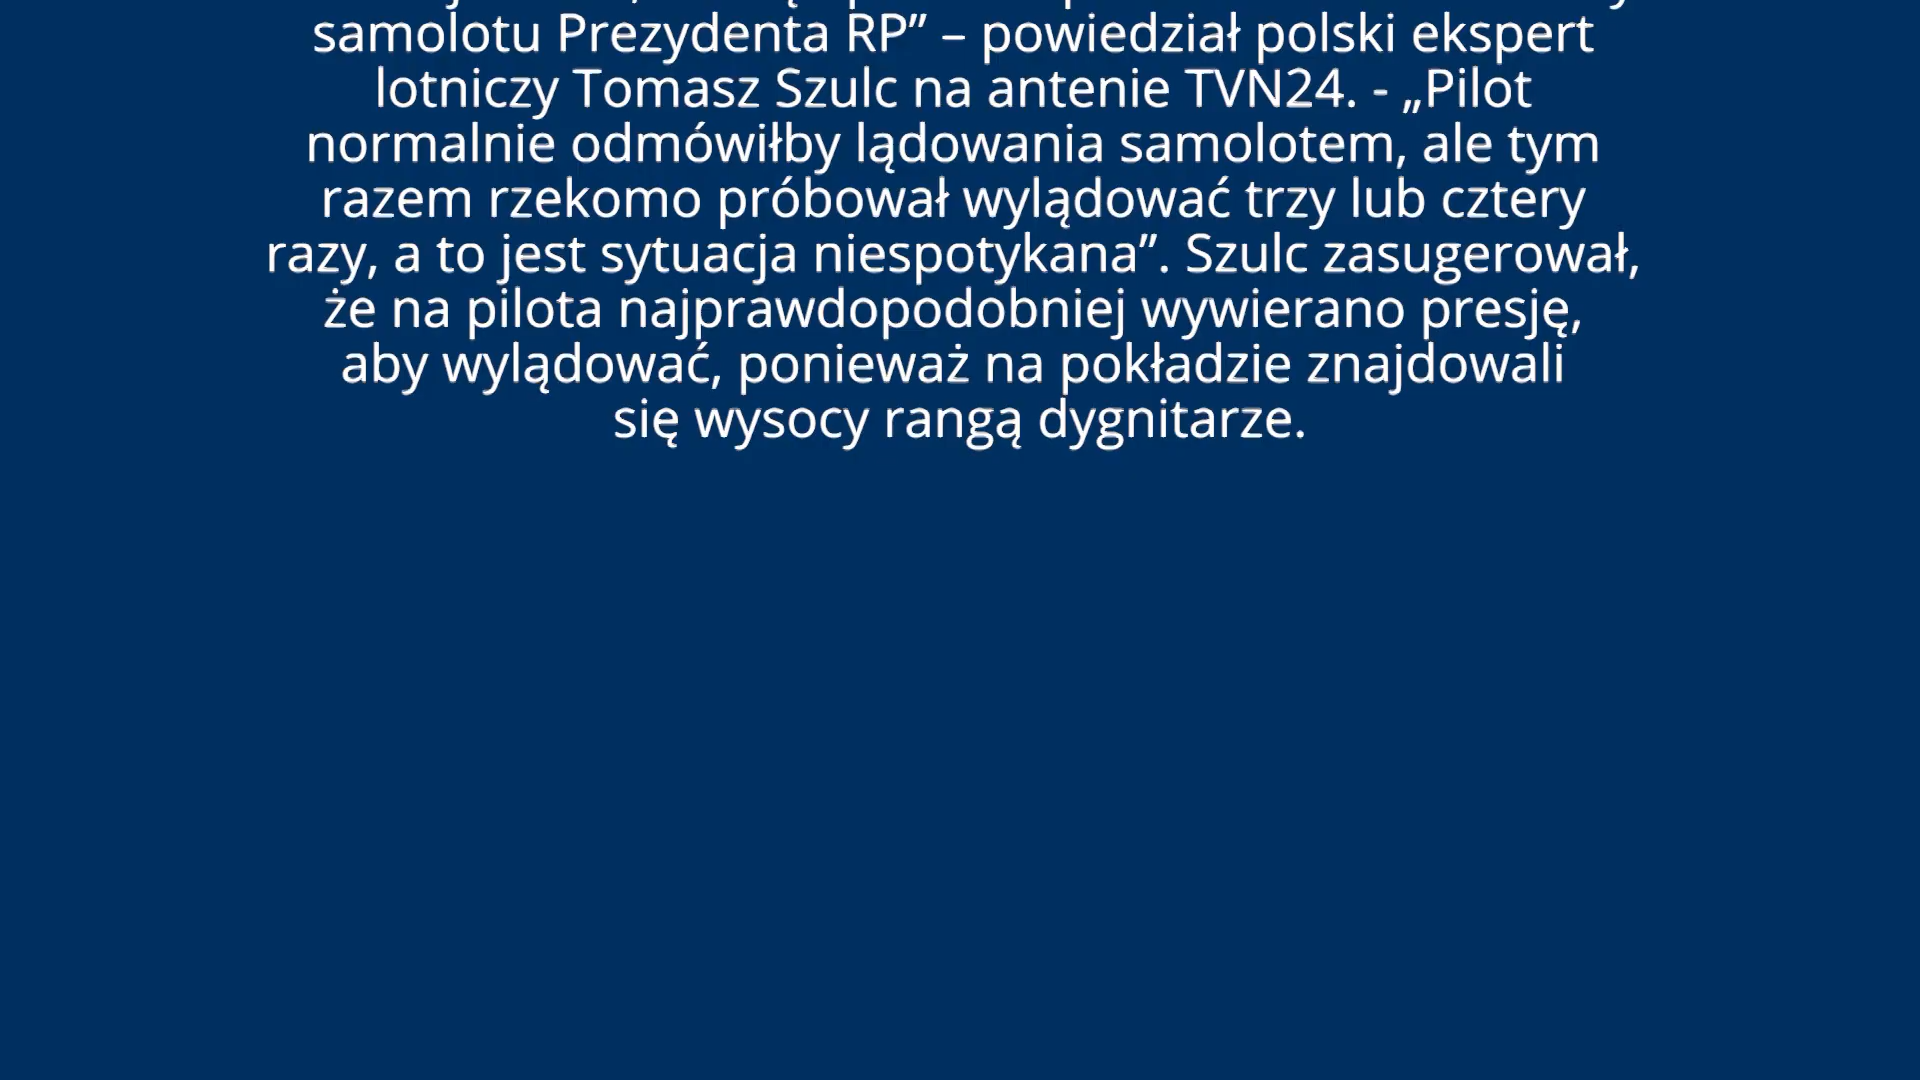 samolotu Prezydenta RP” – powiedział polski ekspert
lotniczy Tomasz Szulc na antenie TVN24. - „Pilot
normalnie odmówiłby lądowania samolotem, ale tym
razem rzekomo próbował wylądować trzy lub cztery
razy, a to jest sytuacja niespotykana”. Szulc zasugerował,
że na pilota najprawdopodobniej wywierano presję,
aby wylądować, ponieważ na pokładzie znajdowali
się wysocy rangą dygnitarze.